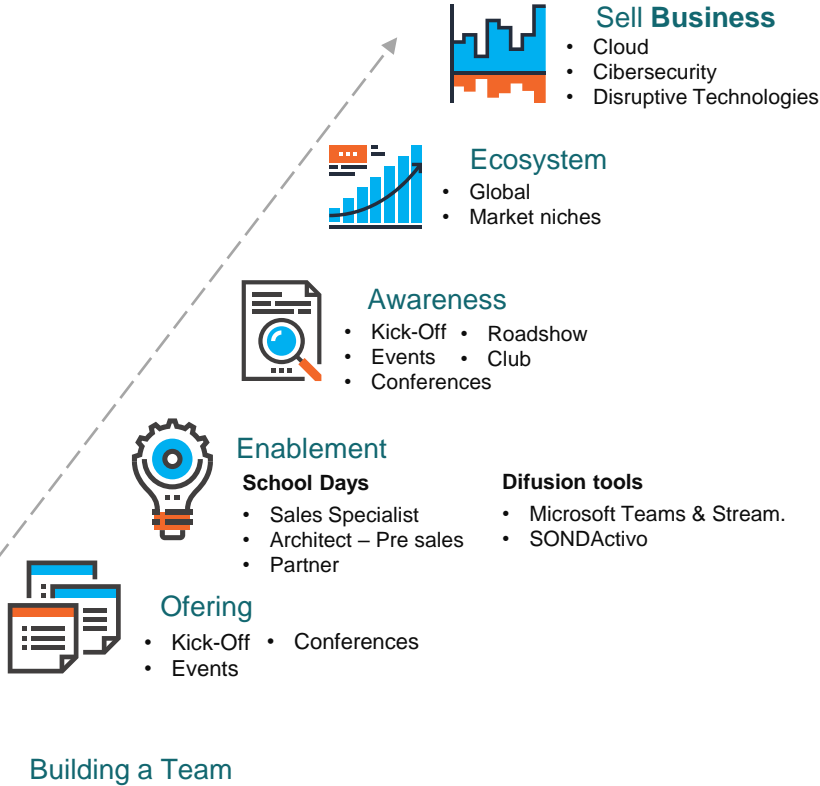 Sell Business
• Cloud
• Cibersecurity
• Disruptive Technologies
Ecosystem
• Global
• Market niches
Awareness
• Kick-Off • Roadshow
• Events • Club
• Conferences
Enablement
School Days
• Sales Specialist
• Architect – Pre sales
• Partner
Difusion tools
• Microsoft Teams & Stream.
• SONDActivo
Ofering
• Kick-Off • Conferences
• Events
Building a Team